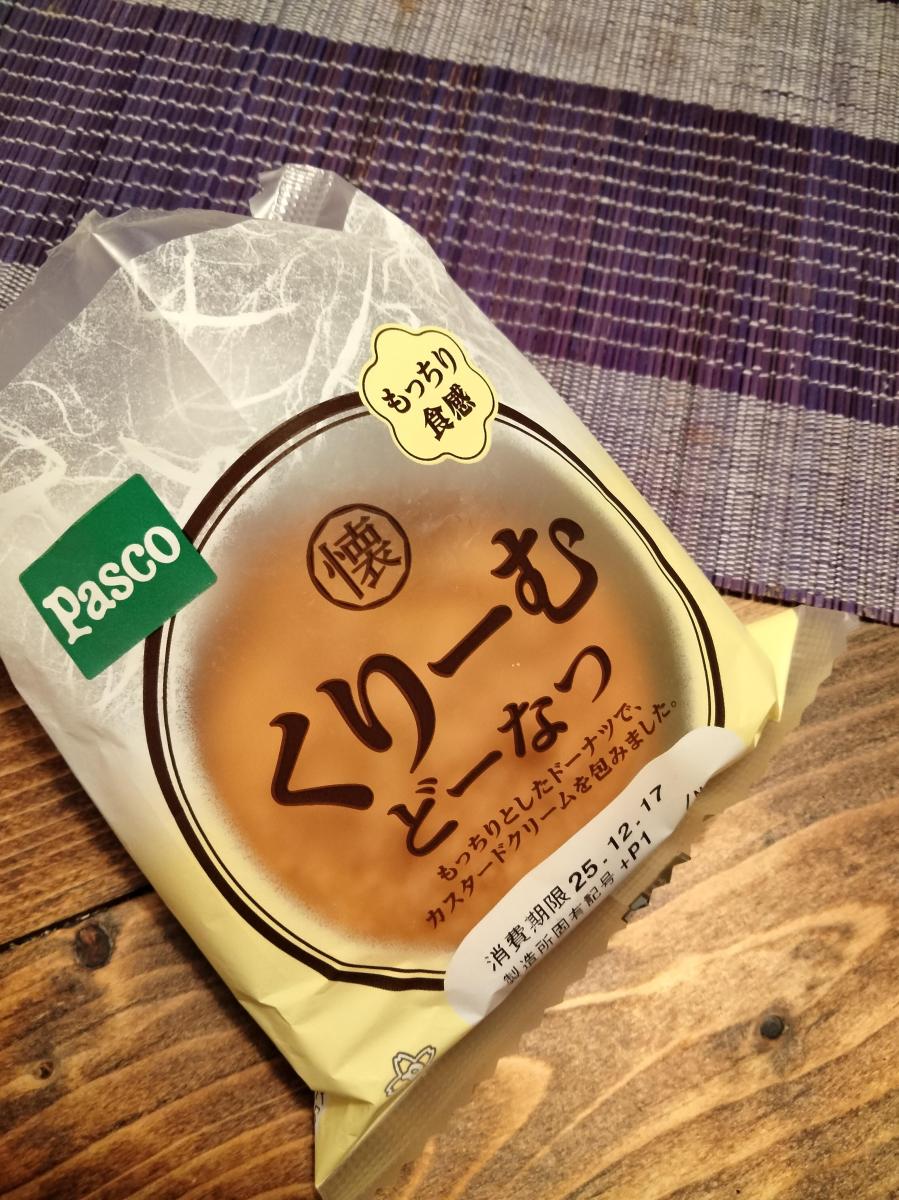 もっちり
食感
Pasco
懐
くりーむ
どーなつ
もっちりとしたドーナツで、
カスタードクリームを包みました。
消費期限 25.12.17
製造所固有記号 +P1